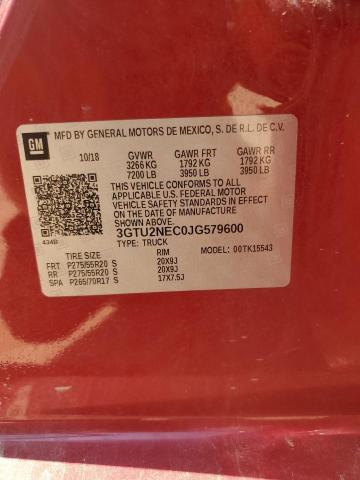 GM
MFD BY GENERAL MOTORS DE MEXICO, S. DE R.L. DE C.V.
10/18 GVWR GAWR FRT GAWR RR
3266 KG 1792 KG 1792 KG
7200 LB 3950 LB 3950 LB
THIS VEHICLE CONFORMS TO ALL
APPLICABLE U.S. FEDERAL MOTOR
VEHICLE SAFETY
IN EFFECT ON THE DATE OF
MANUFACTURE SHOWN ABOVE.
3GTU2NEC0JG579600
434B TYPE: TRUCK
TIRE SIZE RIM 00TK15543
FRT P275/55R20 S 20X9J
RR P275/55R20 S 20X9J
SPA P265/70R17 S 17X7.5J